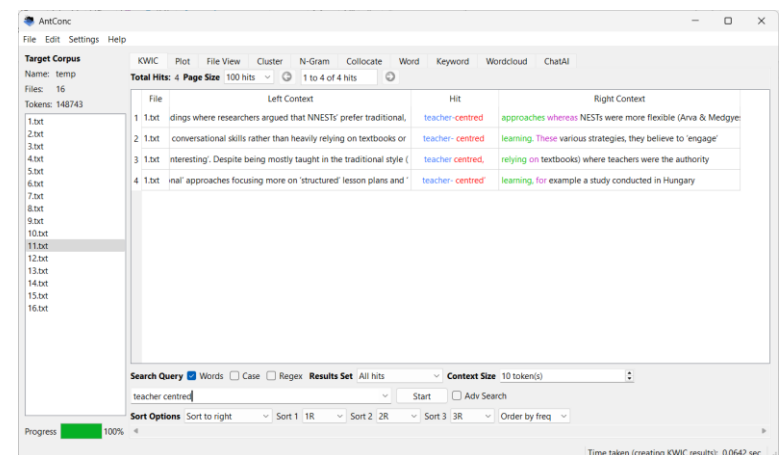 AntConc
File Edit Settings Help
Target Corpus
Name: temp
Files: 16
Tokens: 148743
1.txt
2.txt
3.txt
4.txt
5.txt
6.txt
7.txt
8.txt
9.txt
10.txt
11.txt
12.txt
13.txt
14.txt
15.txt
16.txt
Progress 100%
KWIC Plot File View Cluster N-Gram Collocate Word Keyword Wordcloud ChatAI
Total Hits: 4 Page Size 100 hits 1 to 4 of 4 hits
File Left Context Hit Right Context
1 1.txt dings where researchers argued that NNESTs' prefer traditional, teacher-centred approaches whereas NESTs were more flexible (Arva & Medgye
2 1.txt conversational skills rather than heavily relying on textbooks or teacher- centred learning. These various strategies, they believe to 'engage'
3 1.txt nteresting'. Despite being mostly taught in the traditional style ( teacher centred, relying on textbooks) where teachers were the authority
4 1.txt nal' approaches focusing more on 'structured' lesson plans and ' teacher- centred' learning, for example a study conducted in Hungary
Search Query Words Case Regex Results Set All hits Context Size 10 token(s)
teacher centred Start Adv Search
Sort Options Sort to right Sort 1 1R Sort 2 2R Sort 3 3R Order by freq
Time taken (creating KWIC results): 0.0642 sec